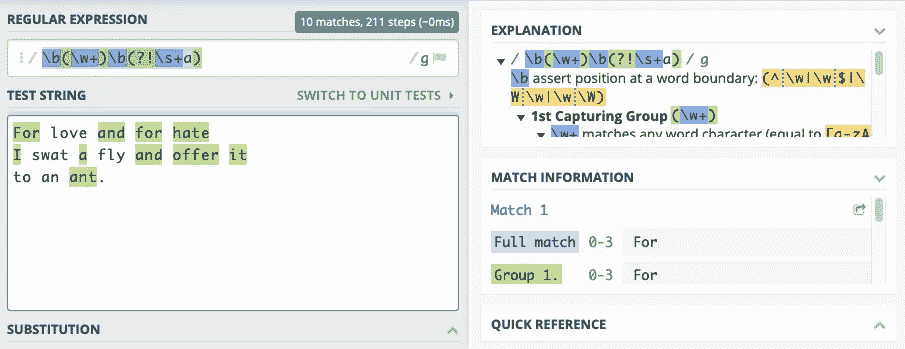 REGULAR EXPRESSION
10 matches, 211 steps (~0ms)
/ \b(\w+)\b(?!\s+a) / g
TEST STRING
SWITCH TO UNIT TESTS
For love and for hate
I swat a fly and offer it
to an ant.
SUBSTITUTION
EXPLANATION
/ \b(\w+)\b(?!\s+a) / g
\b assert position at a word boundary: (^\w|\w$|\
W\w|\w\W)
1st Capturing Group (\w+)
\w+ matches any word character (equal to [a-zA
MATCH INFORMATION
Match 1
Full match 0-3 For
Group 1. 0-3 For
QUICK REFERENCE